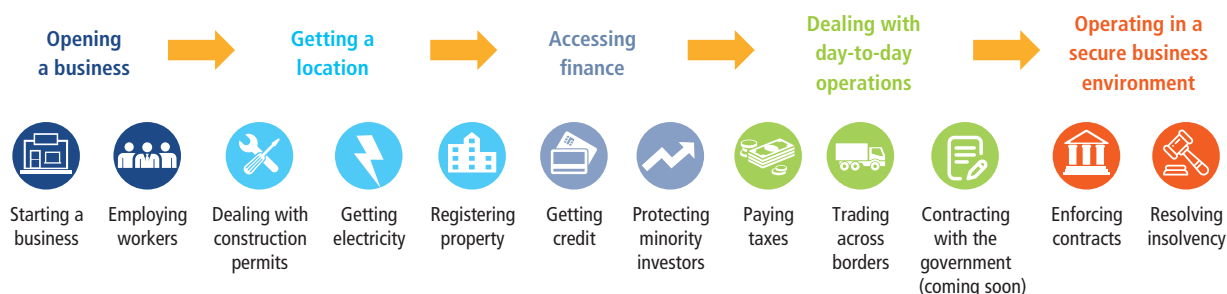 Opening
a business
Getting a
location
Accessing
finance
Dealing with
day-to-day
operations
Operating in a
secure business
environment
Starting a
business
Employing
workers
Dealing with
construction
permits
Getting
electricity
Registering
property
Getting
credit
Protecting
minority
investors
Paying
taxes
Trading
across
borders
Contracting
with the
government
(coming soon)
Enforcing
contracts
Resolving
insolvency